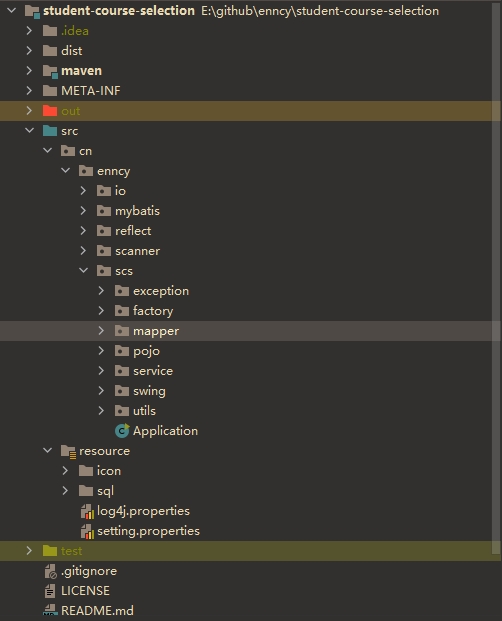 student-course-selection E:\github\enncy\student-course-selection
.idea
dist
maven
META-INF
out
src
cn
enncy
io
mybatis
reflect
scanner
scs
exception
factory
mapper
pojo
service
swing
utils
Application
resource
icon
sql
log4j.properties
setting.properties
test
.gitignore
LICENSE
README.md